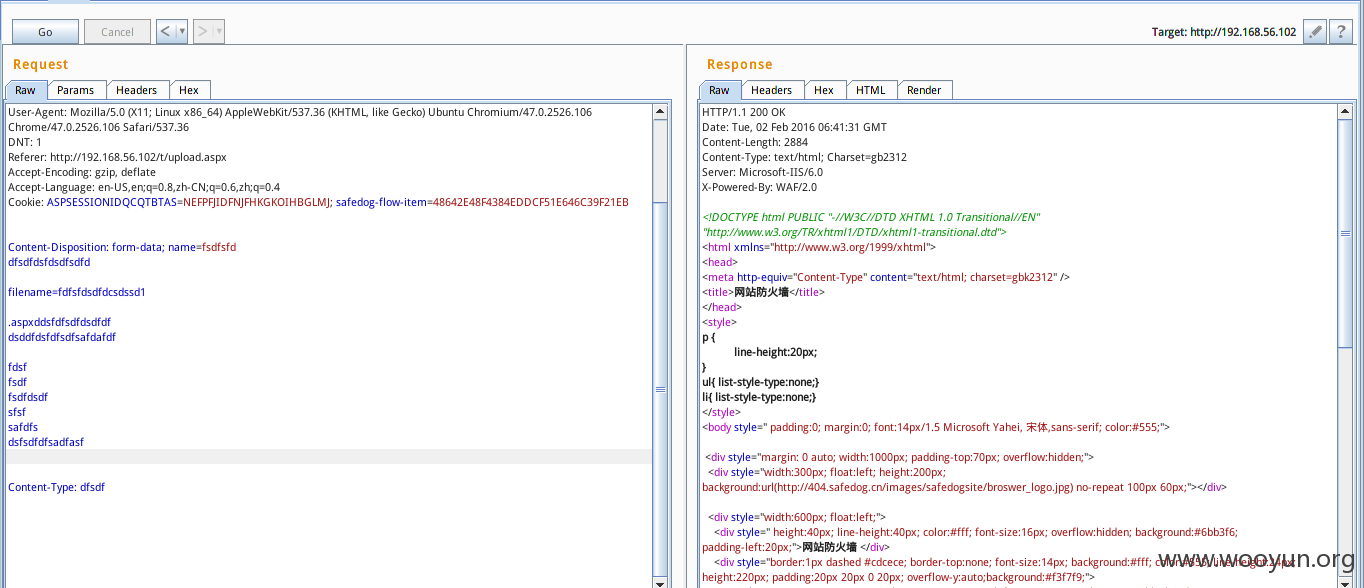 Go
Cancel
< >
Target: http://192.168.56.102
?
Request
Raw Params Headers Hex
User-Agent: Mozilla/5.0 (X11; Linux x86_64) AppleWebKit/537.36 (KHTML, like Gecko) Ubuntu Chromium/47.0.2526.106
Chrome/47.0.2526.106 Safari/537.36
DNT: 1
Referer: http://192.168.56.102/t/upload.aspx
Accept-Encoding: gzip, deflate
Accept-Language: en-US,en;q=0.8,zh-CN;q=0.6,zh;q=0.4
Cookie: ASPSESSIONIDQCQTBTAS=NEFPFJIDFNJFHKGKOIHBGLMJ; safedog-flow-item=48642E48F4384EDDCF51E646C39F21EB
Content-Disposition: form-data; name=fsdfsfd
dfsdfdsfdsdfsdfd
filename=fdfsfdsdfdcsdssd1
.aspxddsfdfsdfdsdfdf
dsddfdsfdfsdfsafdafdf
fdsf
fsdf
fsdfdsdf
sfsf
safdfs
dsfsdfdfsadfasf
Content-Type: dfsdf
Response
Raw Headers Hex HTML Render
HTTP/1.1 200 OK
Date: Tue, 02 Feb 2016 06:41:31 GMT
Content-Length: 2884
Content-Type: text/html; Charset=gb2312
Server: Microsoft-IIS/6.0
X-Powered-By: WAF/2.0
<!DOCTYPE html PUBLIC "-//W3C//DTD XHTML 1.0 Transitional//EN"
"http://www.w3.org/TR/xhtml1/DTD/xhtml1-transitional.dtd">
<html xmlns="http://www.w3.org/1999/xhtml">
<head>
<meta http-equiv="Content-Type" content="text/html; charset=gbk2312" />
<title>网站防火墙</title>
</head>
<style>
p {
line-height:20px;
}
ul{ list-style-type:none;}
li{ list-style-type:none;}
</style>
<body style=" padding:0; margin:0; font:14px/1.5 Microsoft Yahei, 宋体,sans-serif; color:#555;">
<div style="margin: 0 auto; width:1000px; padding-top:70px; overflow:hidden;">
<div style="width:300px; float:left; height:200px;
background:url(http://404.safedog.cn/images/safedogsite/broswer_logo.jpg) no-repeat 100px 60px;"></div>
<div style="width:600px; float:left;">
<div style=" height:40px; line-height:40px; color:#fff; font-size:16px; overflow:hidden; background:#6bb3f6;
padding-left:20px;">网站防火墙 </div>
<div style="border:1px dashed #cdcece; border-top:none; font-size:14px; background:#fff; color:#555; line-height:24px;
height:220px; padding:20px 20px 0 20px; overflow-y:auto;background:#f3f7f9;">
www.wooyun.org